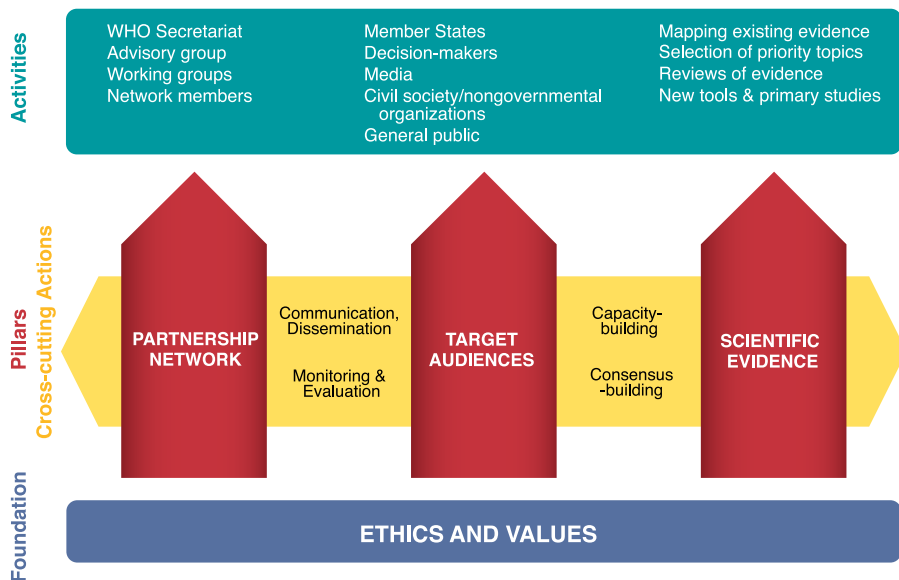 Activities
WHO Secretariat
Advisory group
Working groups
Network members
Member States
Decision-makers
Media
Civil society/nongovernmental
organizations
General public
Mapping existing evidence
Selection of priority topics
Reviews of evidence
New tools & primary studies
Pillars
Cross-cutting Actions
PARTNERSHIP
NETWORK
Communication,
Dissemination
Monitoring &
Evaluation
TARGET
AUDIENCES
Capacity-
building
Consensus
-building
SCIENTIFIC
EVIDENCE
Foundation
ETHICS AND VALUES